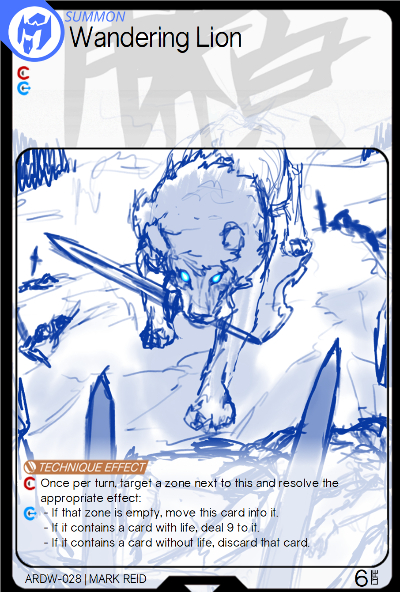 SUMMON
Wandering Lion
TECHNIQUE EFFECT
Once per turn, target a zone next to this and resolve the
appropriate effect:
- If that zone is empty, move this card into it.
- If it contains a card with life, deal 9 to it.
- If it contains a card without life, discard that card.
ARDW-028 | MARK REID
6 LIFE